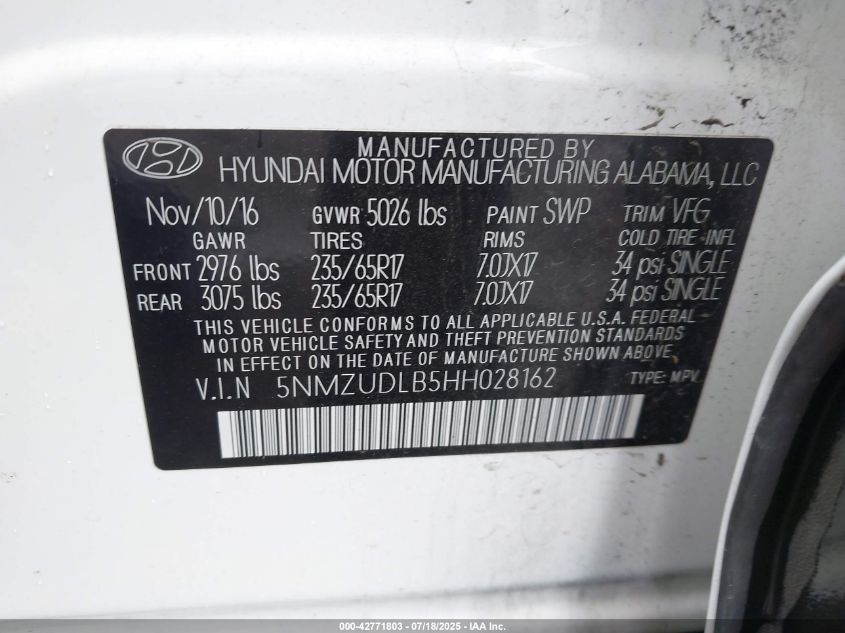 MANUFACTURED BY
HYUNDAI MOTOR MANUFACTURING ALABAMA, LLC
Nov/10/16 GVWR 5026 lbs PAINT SWP TRIM VFG
GAWR TIRES RIMS COLD TIRE INFL
FRONT 2976 lbs 235/65R17 7.0JX17 34 psi SINGLE
REAR 3075 lbs 235/65R17 7.0JX17 34 psi SINGLE
THIS VEHICLE CONFORMS TO ALL APPLICABLE U.S.A. FEDERAL
MOTOR VEHICLE SAFETY AND THEFT PREVENTION STANDARDS
IN EFFECT ON THE DATE OF MANUFACTURE SHOWN ABOVE.
V.I.N 5NMZUDLB5HH028162 TYPE: MPV
000-42771803 - 07/18/2025 - IAA Inc.